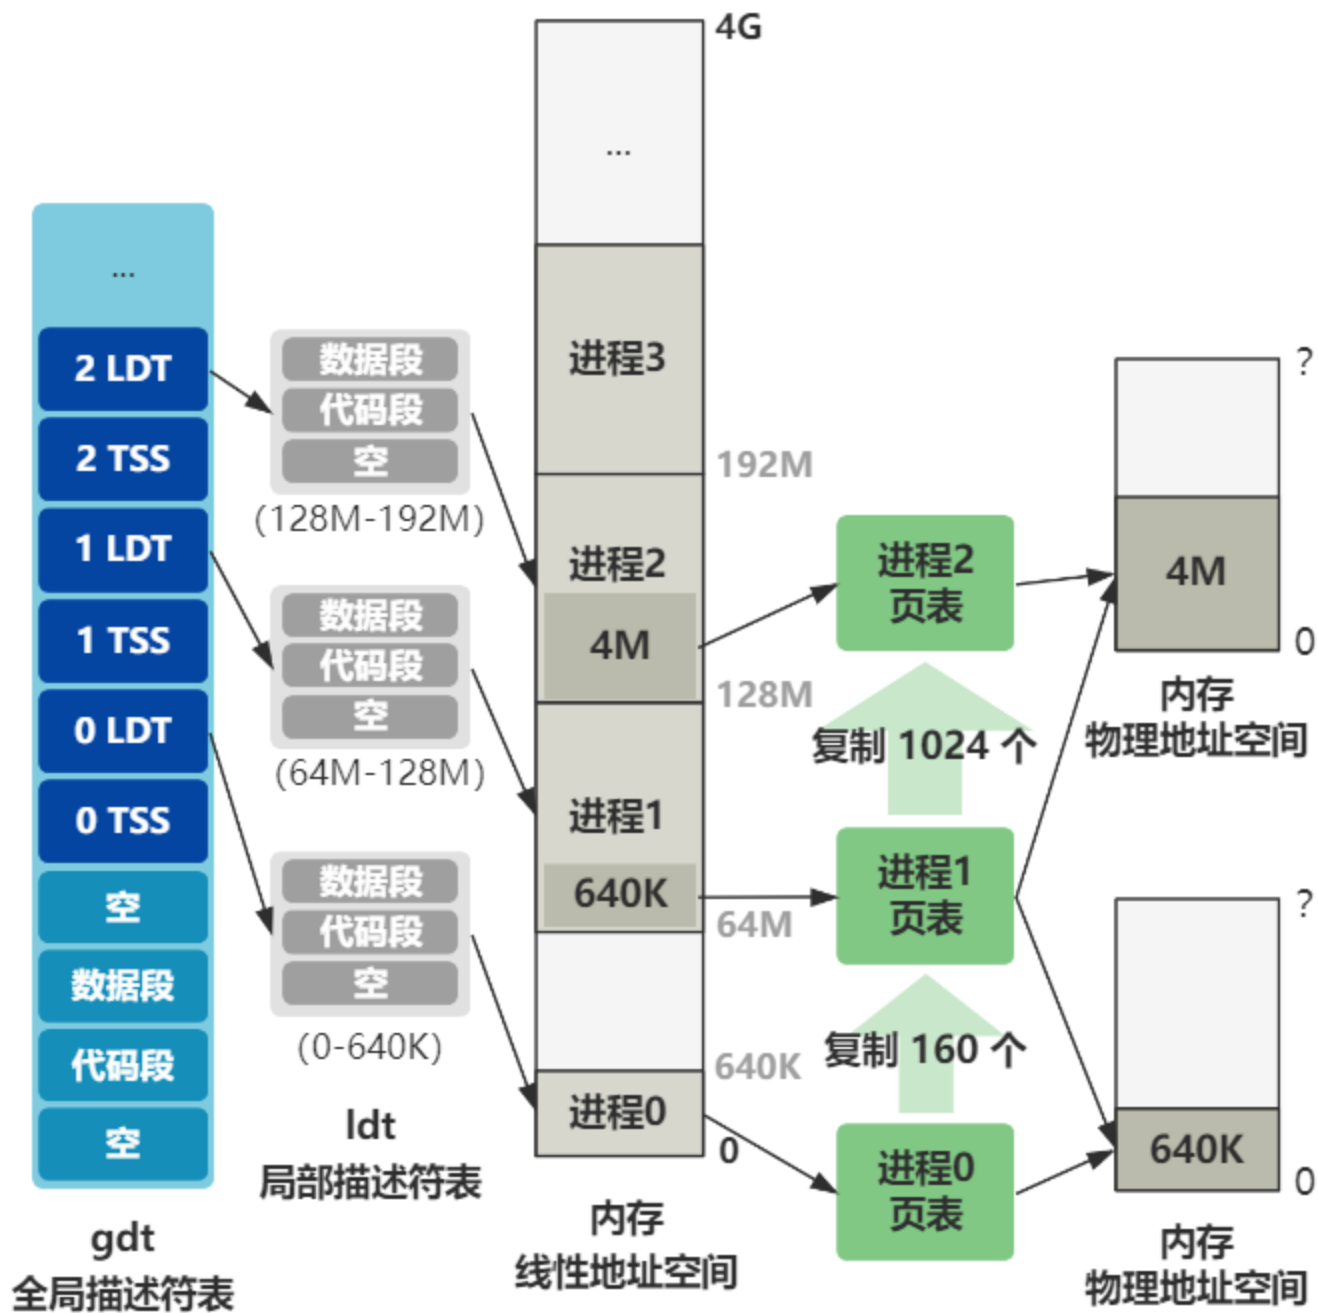 ...
2 LDT
2 TSS
1 LDT
1 TSS
0 LDT
0 TSS
空
数据段
代码段
空
gdt
全局描述符表
数据段
代码段
空
(128M-192M)
数据段
代码段
空
(64M-128M)
数据段
代码段
空
(0-640K)
ldt
局部描述符表
4G
...
进程3
192M
进程2
4M
128M
进程1
640K
64M
640K
进程0
0
内存
线性地址空间
进程2
页表
复制 1024 个
进程1
页表
复制 160 个
进程0
页表
?
4M
0
内存
物理地址空间
?
640K
0
内存
物理地址空间